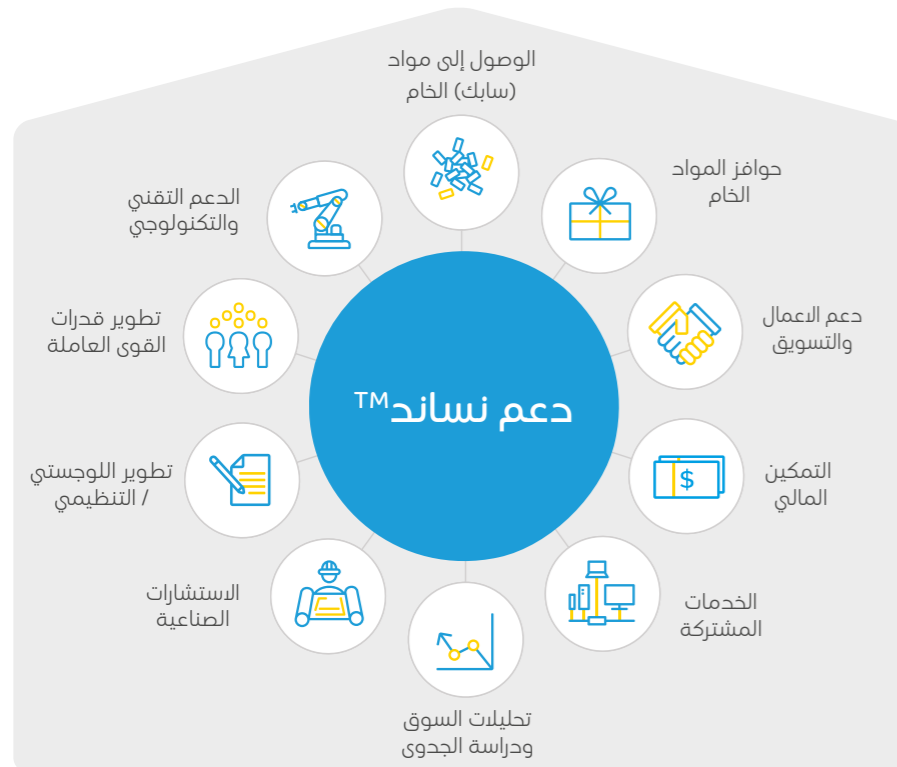 الوصول إلى مواد
(سابك) الخام
حوافز المواد
الخام
الدعم التقني
والتكنولوجي
دعم الاعمال
والتسويق
تطوير قدرات
القوى العاملة
دعم نساند™
التمكين
المالي
$
تطوير اللوجستي
/ التنظيمي
الخدمات
المشتركة
الاستشارات
الصناعية
تحليلات السوق
ودراسة الجدوى